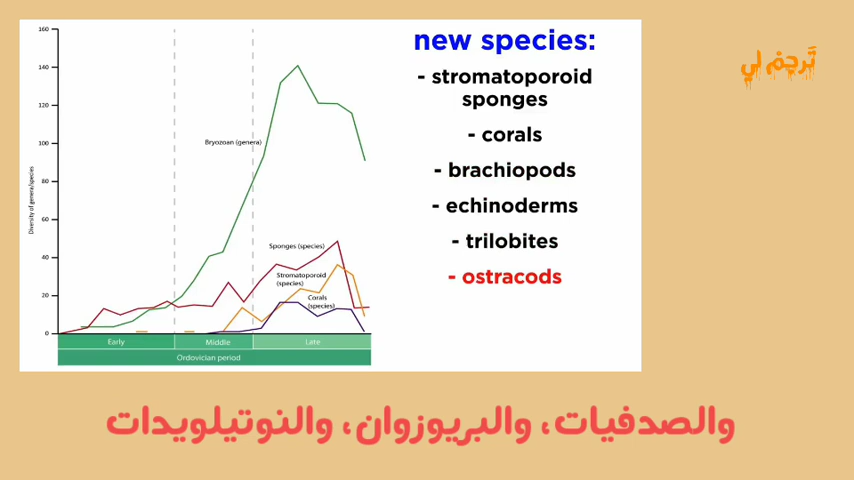 160
140
120
100
80
60
40
20
0
Diversity of genera/species
Bryozoan (genera)
Sponges (species)
Stromatoporoid
(species)
Corals
(species)
Early Middle Late
Ordovician period
new species:
- stromatoporoid
sponges
- corals
- brachiopods
- echinoderms
- trilobites
- ostracods
تَرجِم لي
والصدفيات، والبريوزوان، والنوتيلويدات